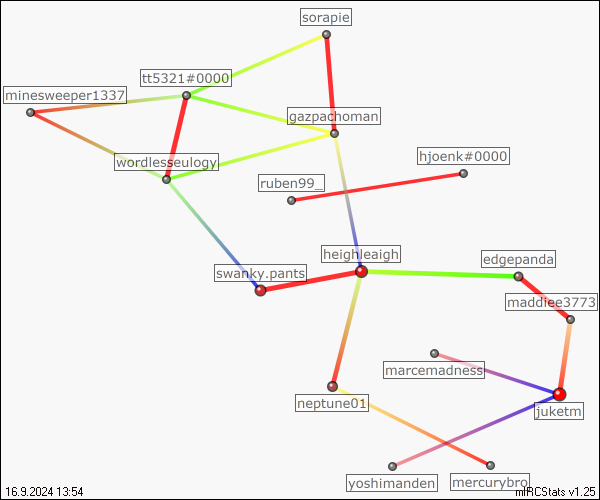 sorapie
tt5321#0000
minesweeper1337
gazpachoman
wordlesseulogy
hjoenk#0000
ruben99_
heighleaigh
edgepanda
swanky.pants
maddiee3773
marcemadness
neptune01
juketm
yoshimanden
mercurybro
16.9.2024 13:54
mIRCStats v1.25